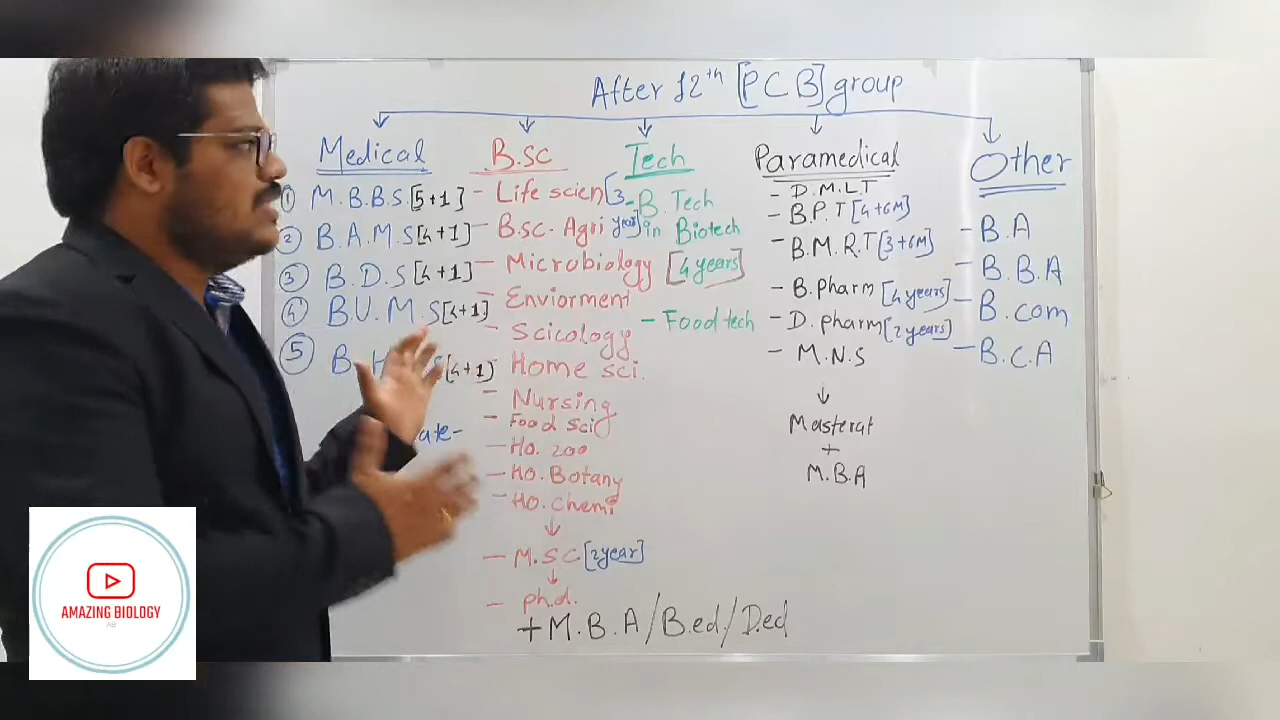 After 12th [PCB] group
Medical
① M.B.B.S.[5+1]
② B.A.M.S[4+1]
③ B.D.S[4+1]
④ B.U.M.S[4+1]
⑤ B. S[4+1]
ate-
B.Sc
- Life scien[3 year]
- B.sc. Agri
- Microbiology
- Enviorment
- Scicology
- Home sci.
- Nursing
- Food sci
- Ho. zoo
- Ho. Botany
- Ho. chemi
↓
- M.SC [2year]
↓
- ph.d.
+ M.B.A/B.ed/D.ed
Tech
- B.Tech
in Biotech
[4 years]
- Food tech
Paramedical
- D.M.L.T
- B.P.T [4+6M]
- B.M.R.T [3+6M]
- B.pharm [4 years]
- D.pharm [2 years]
- M.N.S
↓
Masterat
+
M.B.A
Other
- B.A
- B.B.A
- B.com
- B.C.A
AMAZING BIOLOGY
AB